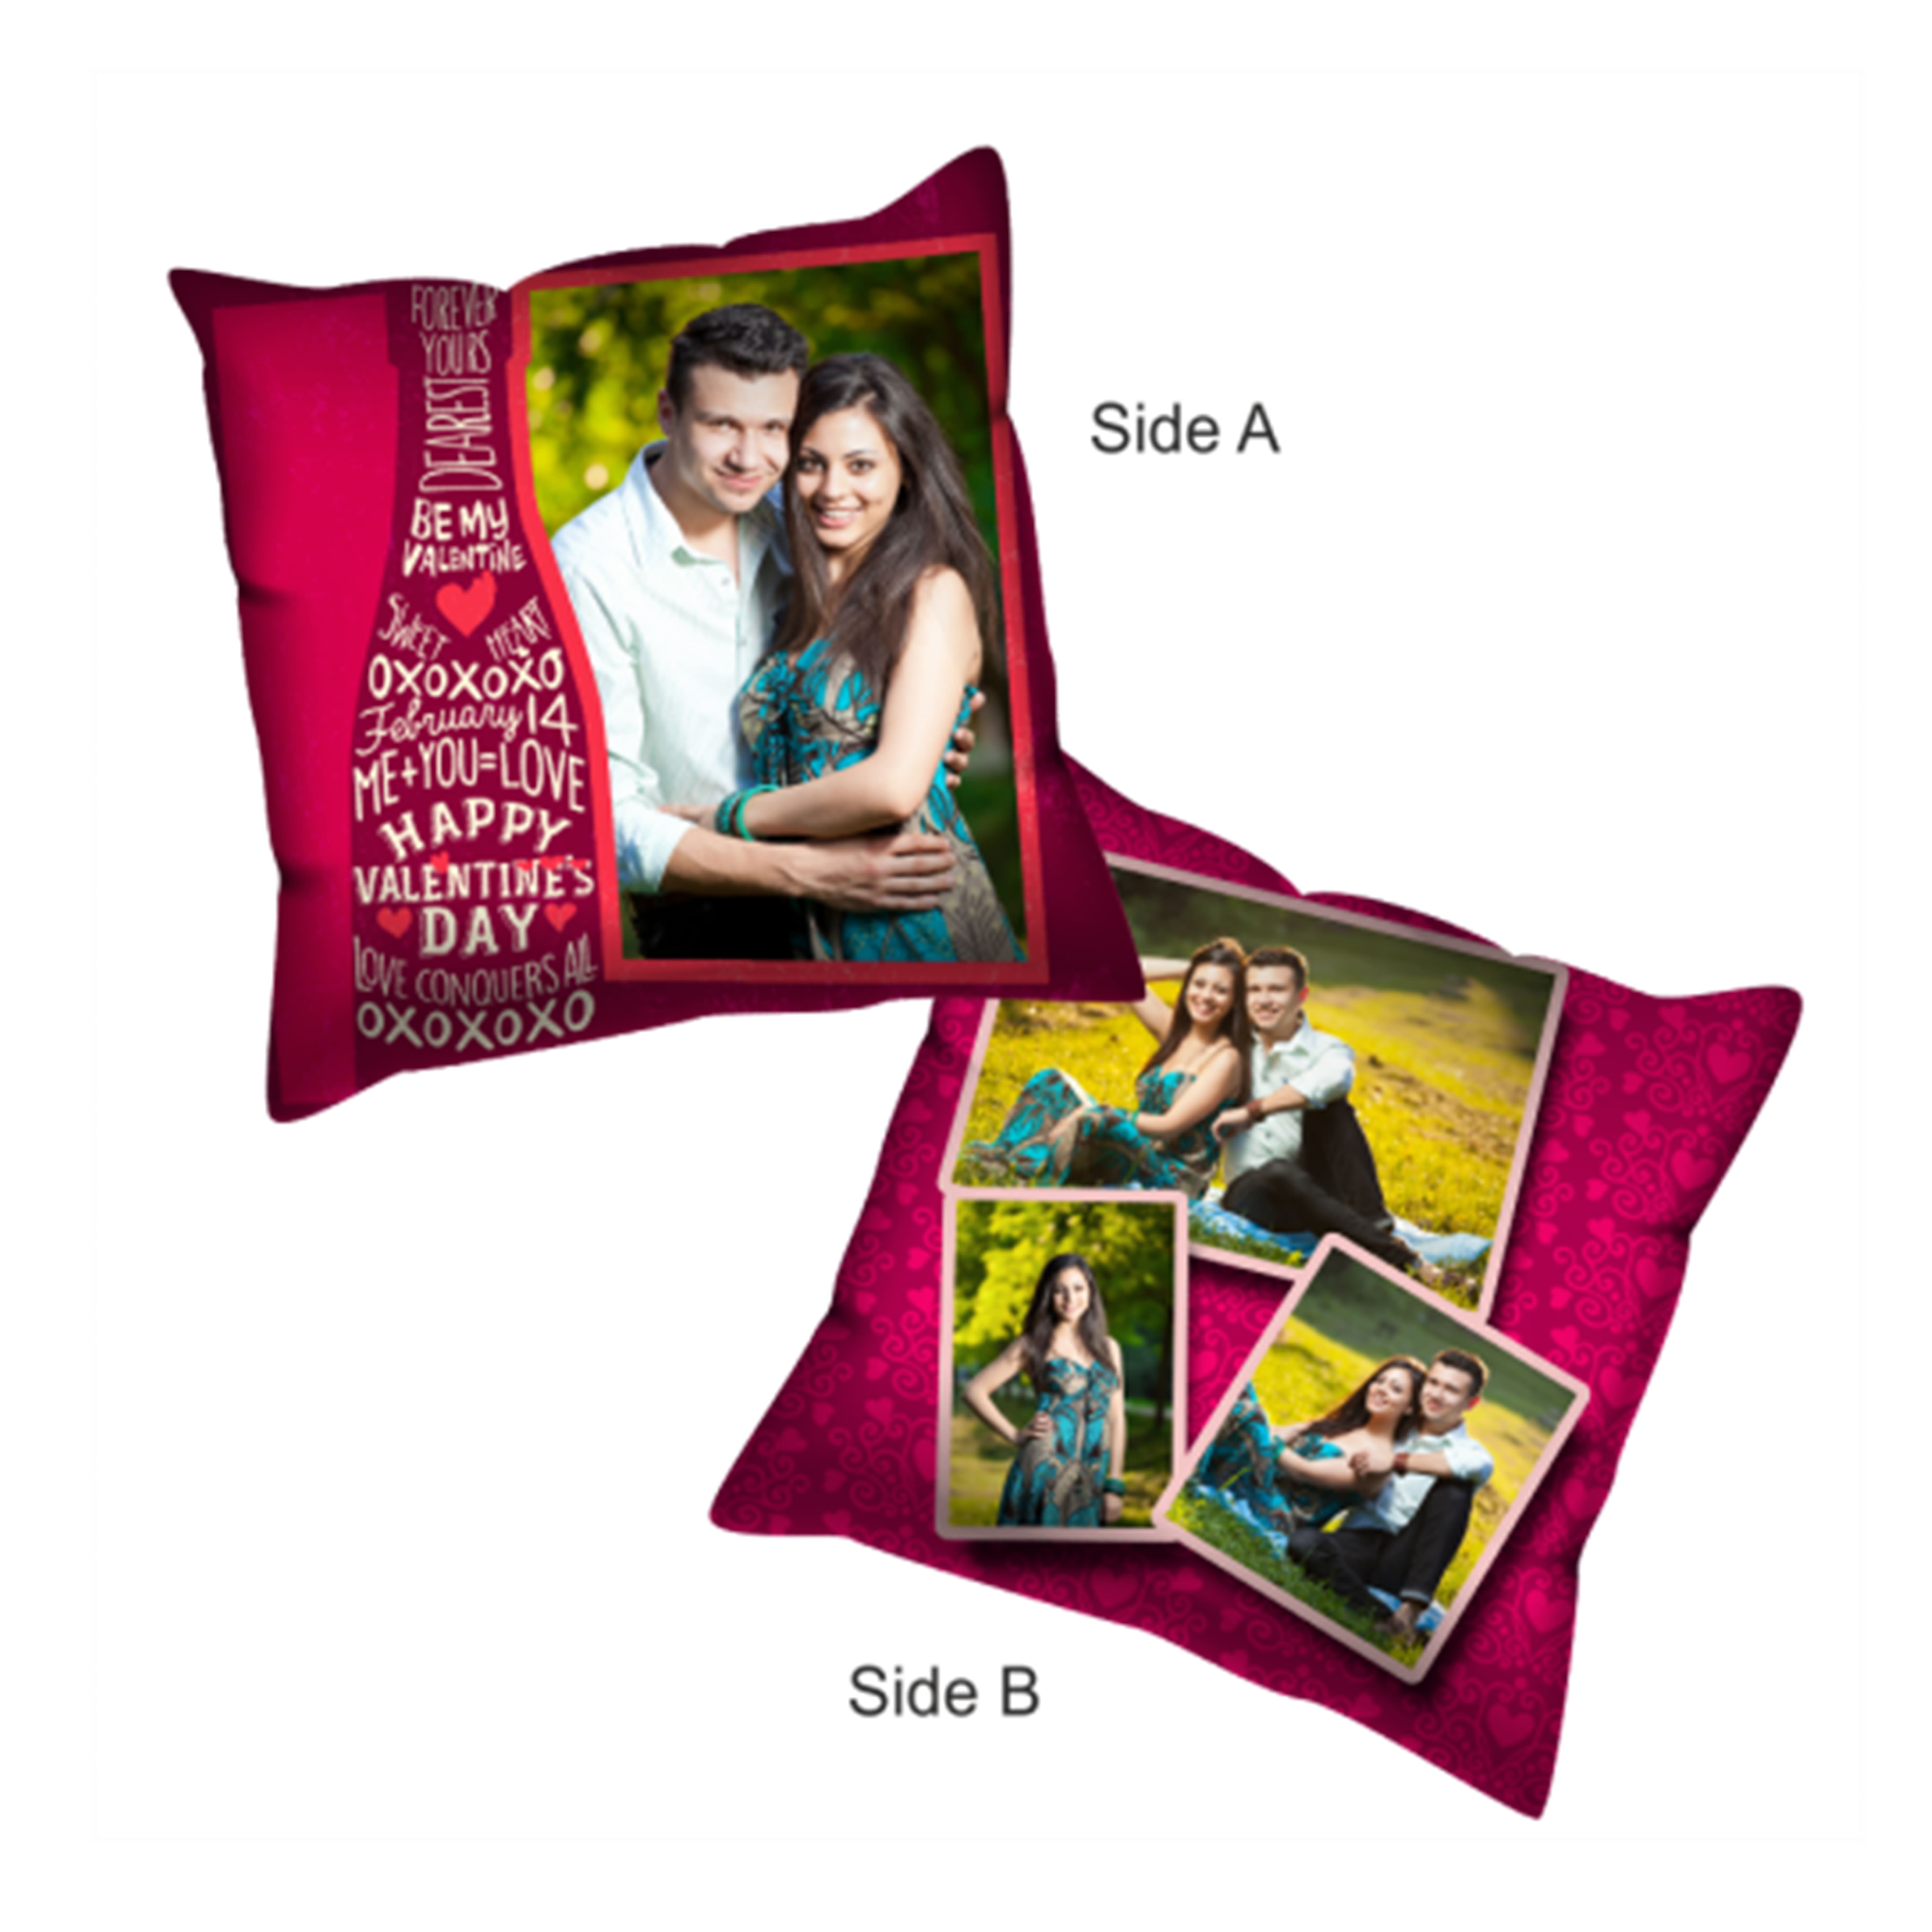 FOREVER
YOURS
DEAREST
BE MY
VALENTINE
SWEET HEART
OXOXOXO
February 14
ME+YOU=LOVE
HAPPY
VALENTINE'S
DAY
LOVE CONQUERS ALL
OXOXOXO
Side A
Side B